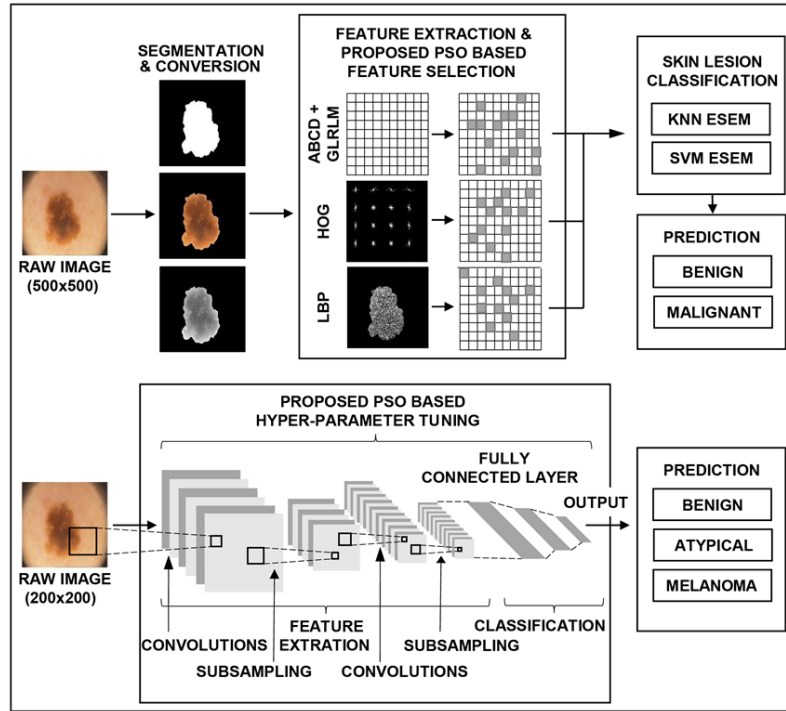 SEGMENTATION
& CONVERSION
FEATURE EXTRACTION &
PROPOSED PSO BASED
FEATURE SELECTION
SKIN LESION
CLASSIFICATION
KNN ESEM
SVM ESEM
ABCD +
GLRLM
HOG
LBP
RAW IMAGE
(500x500)
PREDICTION
BENIGN
MALIGNANT
PROPOSED PSO BASED
HYPER-PARAMETER TUNING
FULLY
CONNECTED LAYER
OUTPUT
RAW IMAGE
(200x200)
CONVOLUTIONS
SUBSAMPLING
FEATURE
EXTRATION
CONVOLUTIONS
SUBSAMPLING
CLASSIFICATION
PREDICTION
BENIGN
ATYPICAL
MELANOMA